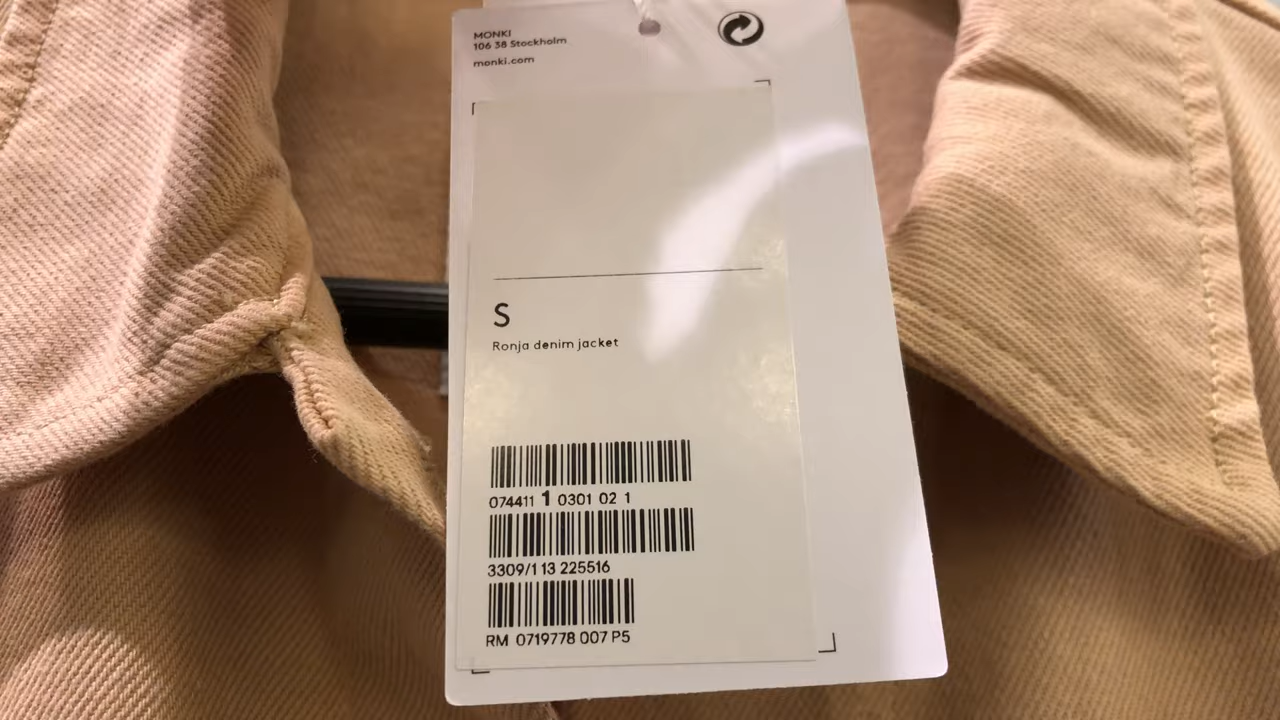 MONKI
106 38 Stockholm
monki.com
S
Ronja denim jacket
074411 1 0301 02 1
3309/1 13 225516
RM 0719778 007 P5